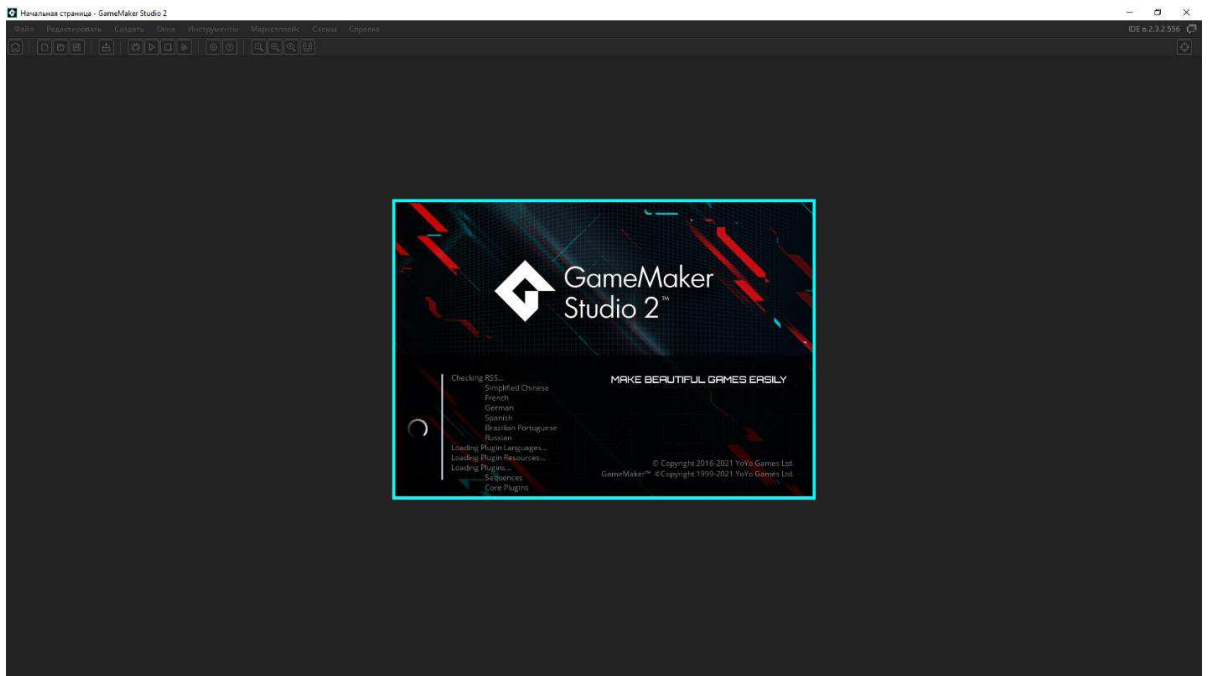 Начальная страница - GameMaker Studio 2
Файл Редактировать Создать Окна Инструменты Маркетплейс Схемы Справка
IDE в.2.3.2.556
GameMaker
Studio 2™
Checking RSS...
Simplified Chinese
French
German
Spanish
Brazilian Portuguese
Russian
Loading Plugin Languages...
Loading Plugin Resources...
Loading Plugins...
Sequences
Core Plugins
MAKE BEAUTIFUL GAMES EASILY
© Copyright 2016-2021 YoYo Games Ltd.
GameMaker™ ©Copyright 1999-2021 YoYo Games Ltd.